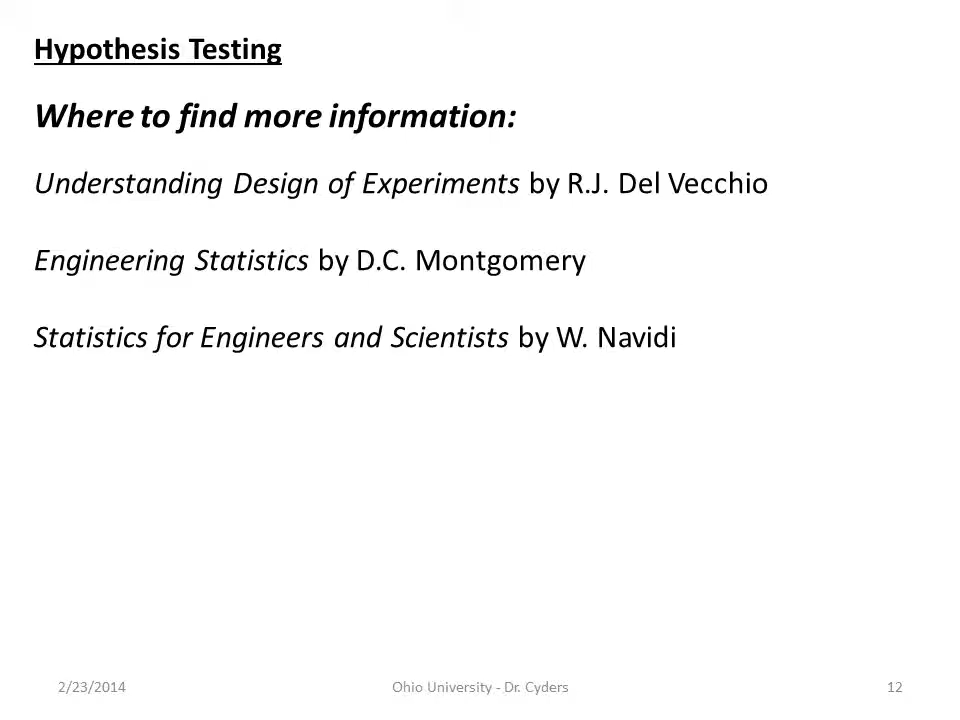 Hypothesis Testing
Where to find more information:
Understanding Design of Experiments by R.J. Del Vecchio
Engineering Statistics by D.C. Montgomery
Statistics for Engineers and Scientists by W. Navidi
2/23/2014
Ohio University - Dr. Cyders
12